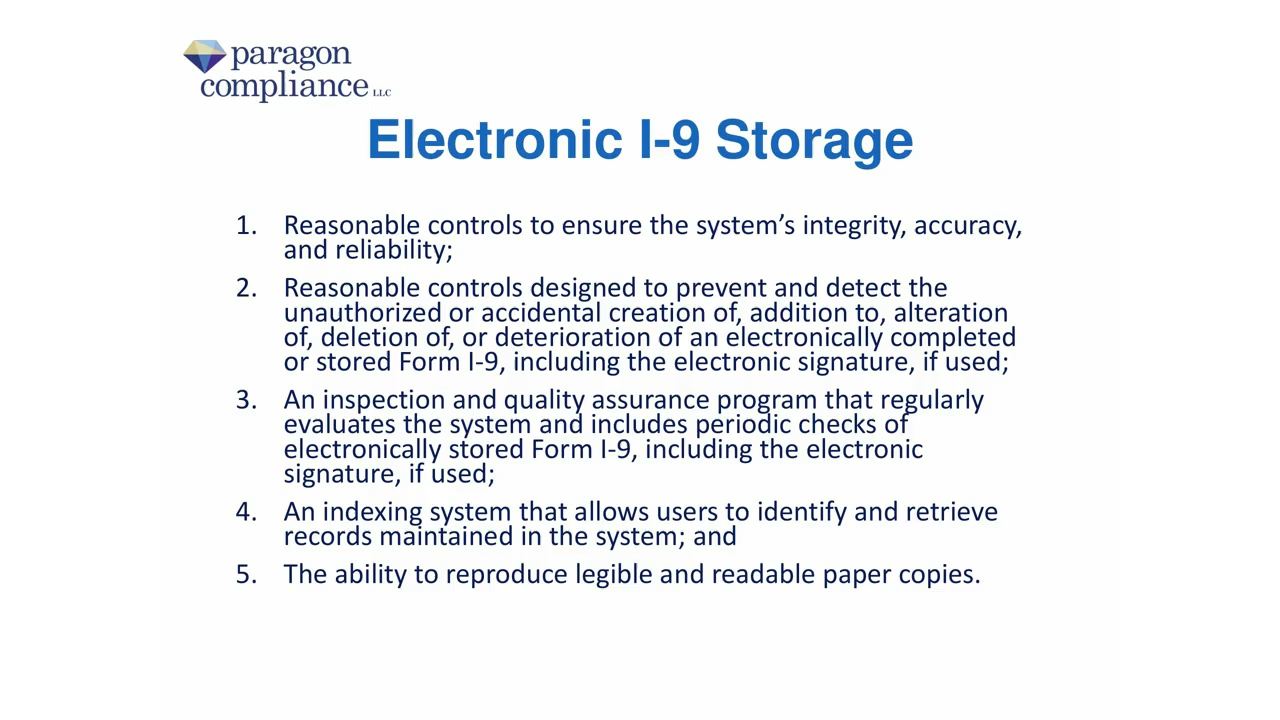 paragon
compliance LLC
Electronic I-9 Storage
1. Reasonable controls to ensure the system’s integrity, accuracy,
and reliability;
2. Reasonable controls designed to prevent and detect the
unauthorized or accidental creation of, addition to, alteration
of, deletion of, or deterioration of an electronically completed
or stored Form I-9, including the electronic signature, if used;
3. An inspection and quality assurance program that regularly
evaluates the system and includes periodic checks of
electronically stored Form I-9, including the electronic
signature, if used;
4. An indexing system that allows users to identify and retrieve
records maintained in the system; and
5. The ability to reproduce legible and readable paper copies.